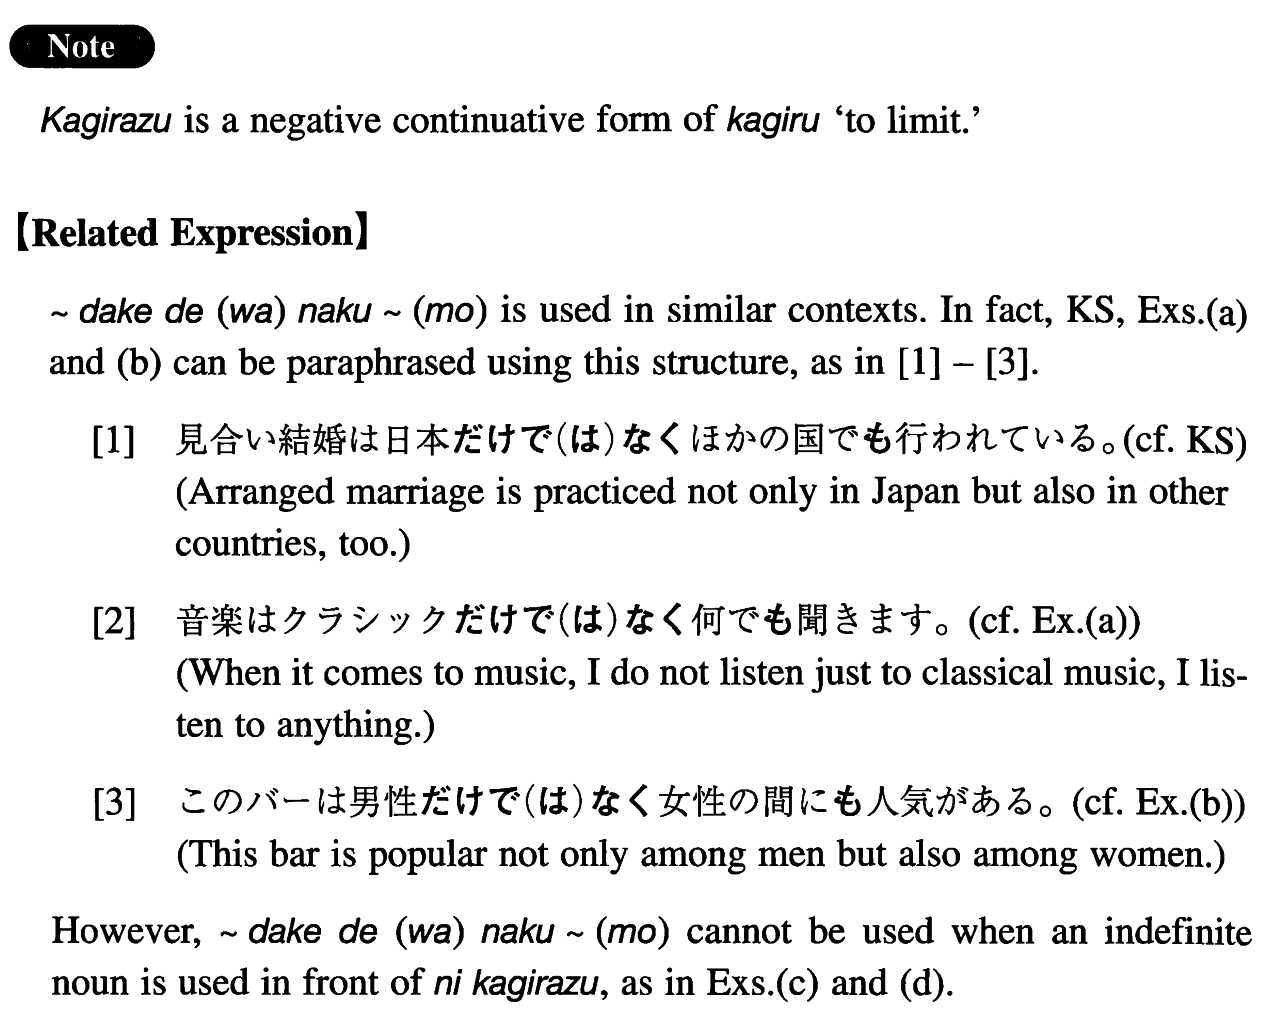 Note
Kagirazu is a negative continuative form of kagiru ‘to limit.’
【Related Expression】
~ dake de (wa) naku ~ (mo) is used in similar contexts. In fact, KS, Exs.(a)
and (b) can be paraphrased using this structure, as in [1] – [3].
[1] 見合い結婚は日本だけで(は)なくほかの国でも行われている。(cf. KS)
(Arranged marriage is practiced not only in Japan but also in other
countries, too.)
[2] 音楽はクラシックだけで(は)なく何でも聞きます。(cf. Ex.(a))
(When it comes to music, I do not listen just to classical music, I lis-
ten to anything.)
[3] このバーは男性だけで(は)なく女性の間にも人気がある。(cf. Ex.(b))
(This bar is popular not only among men but also among women.)
However, ~ dake de (wa) naku ~ (mo) cannot be used when an indefinite
noun is used in front of ni kagirazu, as in Exs.(c) and (d).